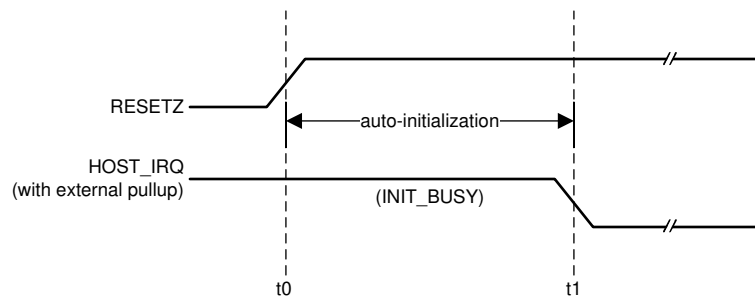 RESETZ
auto-initialization
HOST_IRQ
(with external pullup)
(INIT_BUSY)
t0
t1